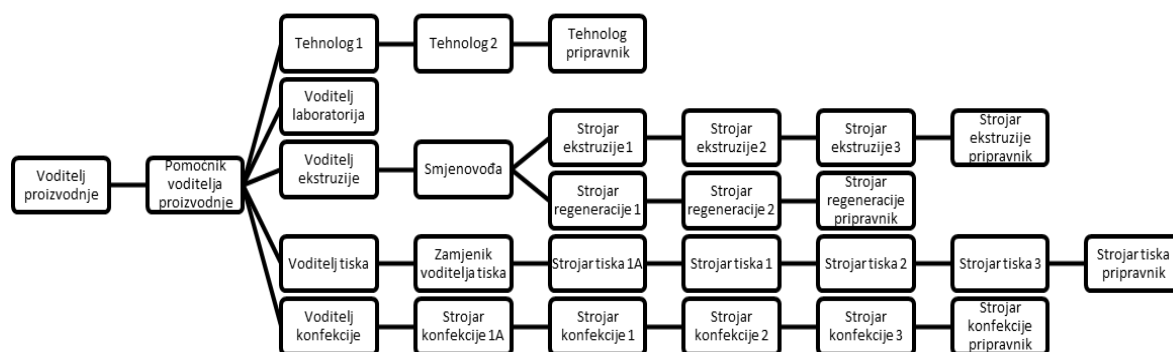 Voditelj
proizvodnje
Pomoćnik
voditelja
proizvodnje
Tehnolog 1
Tehnolog 2
Tehnolog
pripravnik
Voditelj
laboratorija
Voditelj
ekstruzije
Smjenovođa
Strojar
ekstruzije 1
Strojar
ekstruzije 2
Strojar
ekstruzije 3
Strojar
ekstruzije
pripravnik
Strojar
regeneracije 1
Strojar
regeneracije 2
Strojar
regeneracije
pripravnik
Voditelj tiska
Zamjenik
voditelja tiska
Strojar tiska 1A
Strojar tiska 1
Strojar tiska 2
Strojar tiska 3
Strojar tiska
pripravnik
Voditelj
konfekcije
Strojar
konfekcije 1A
Strojar
konfekcije 1
Strojar
konfekcije 2
Strojar
konfekcije 3
Strojar
konfekcije
pripravnik